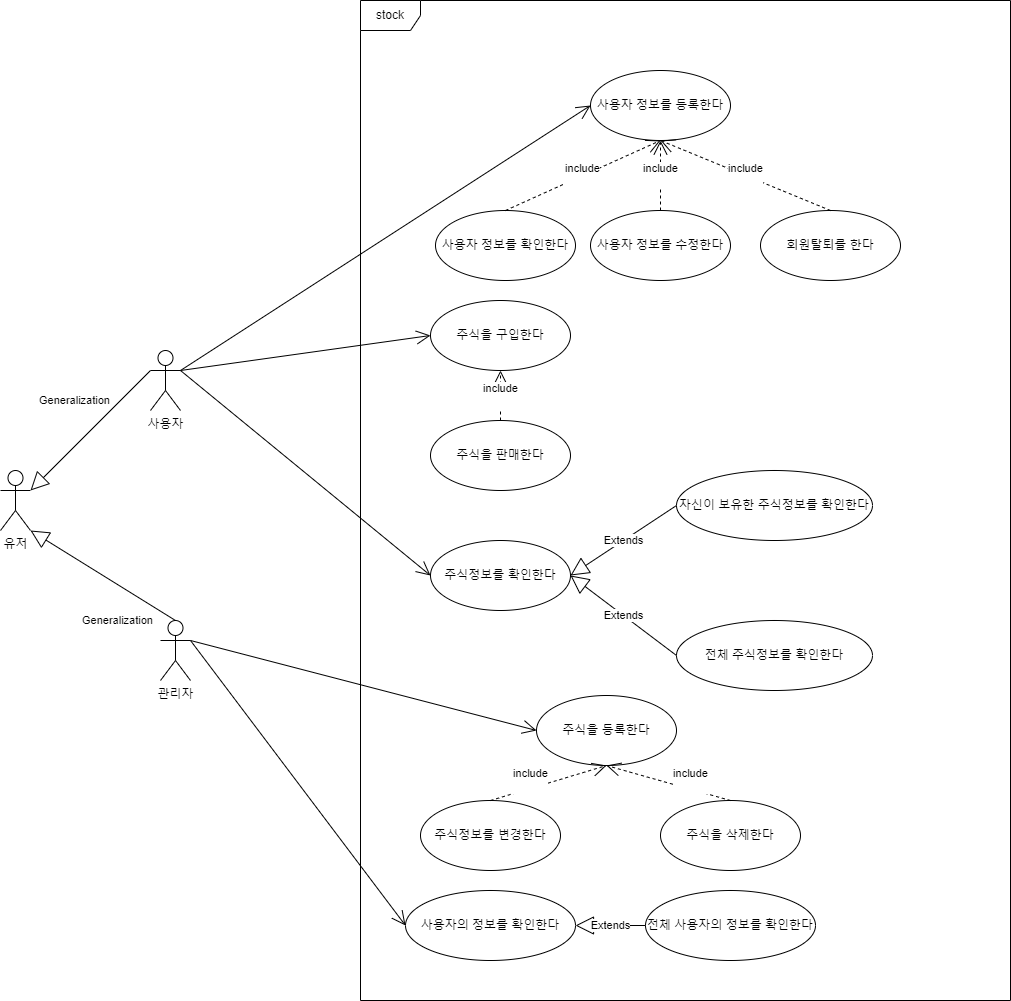 stock
사용자 정보를 등록한다
include
include
include
사용자 정보를 확인한다
사용자 정보를 수정한다
회원탈퇴를 한다
주식을 구입한다
include
Generalization
사용자
주식을 판매한다
자신이 보유한 주식정보를 확인한다
유저
Extends
주식정보를 확인한다
Extends
Generalization
전체 주식정보를 확인한다
관리자
주식을 등록한다
include
include
주식정보를 변경한다
주식을 삭제한다
사용자의 정보를 확인한다
Extends
전체 사용자의 정보를 확인한다